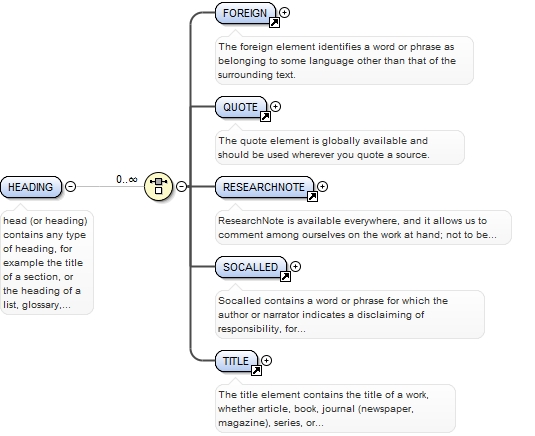 FOREIGN
The foreign element identifies a word or phrase as
belonging to some language other than that of the
surrounding text.
QUOTE
The quote element is globally available and
should be used wherever you quote a source.
HEADING
0..∞
RESEARCHNOTE
head (or heading)
contains any type
of heading, for
example the title
of a section, or
the heading of a
list, glossary,...
ResearchNote is available everywhere, and it allows us to
comment among ourselves on the work at hand; not to be...
SOCALLED
Socalled contains a word or phrase for which the
author or narrator indicates a disclaiming of
responsibility, for...
TITLE
The title element contains the title of a work,
whether article, book, journal (newspaper,
magazine), series, or...